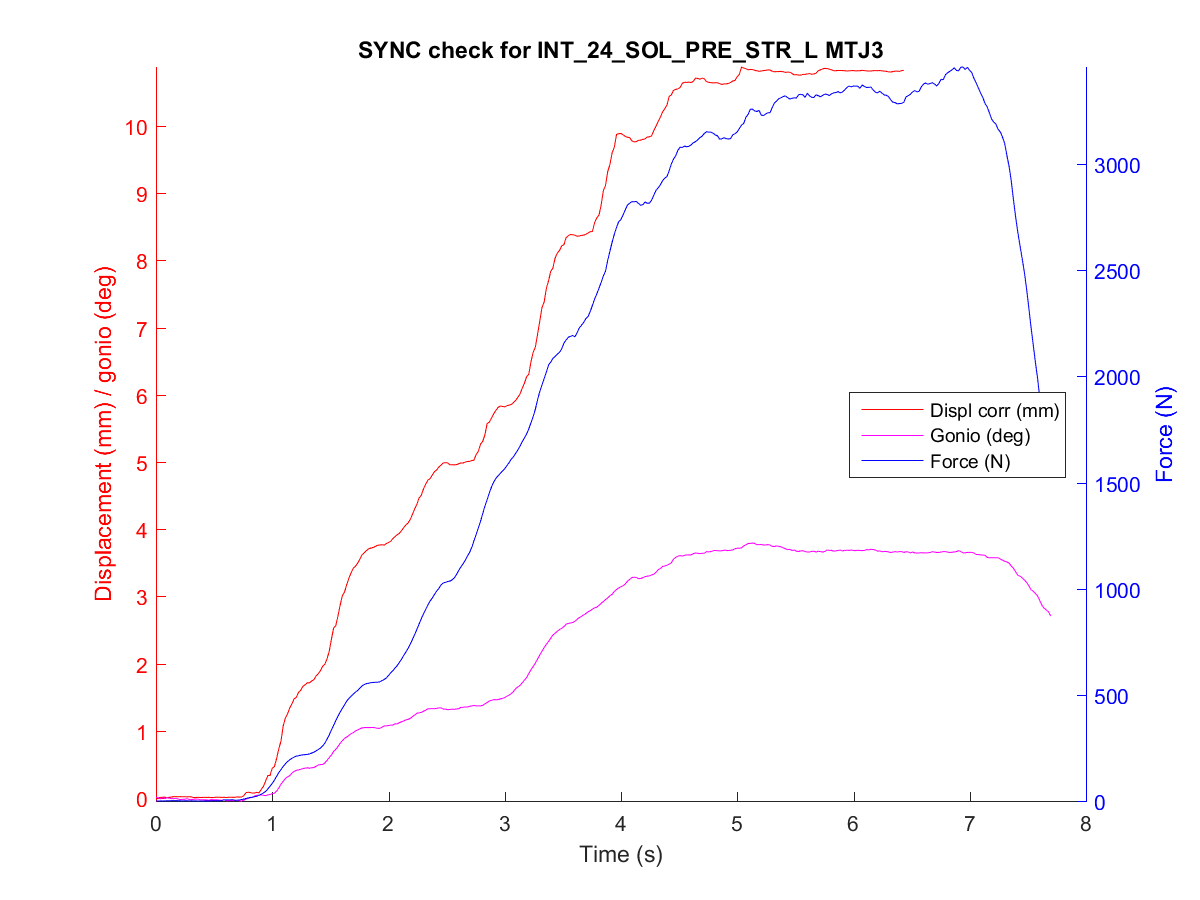 SYNC check for INT_24_SOL_PRE_STR_L MTJ3
Displacement (mm) / gonio (deg)
10
9
8
7
6
5
4
3
2
1
0
3000
2500
2000
1500
1000
500
0
Force (N)
Displ corr (mm)
Gonio (deg)
Force (N)
0 1 2 3 4 5 6 7 8
Time (s)